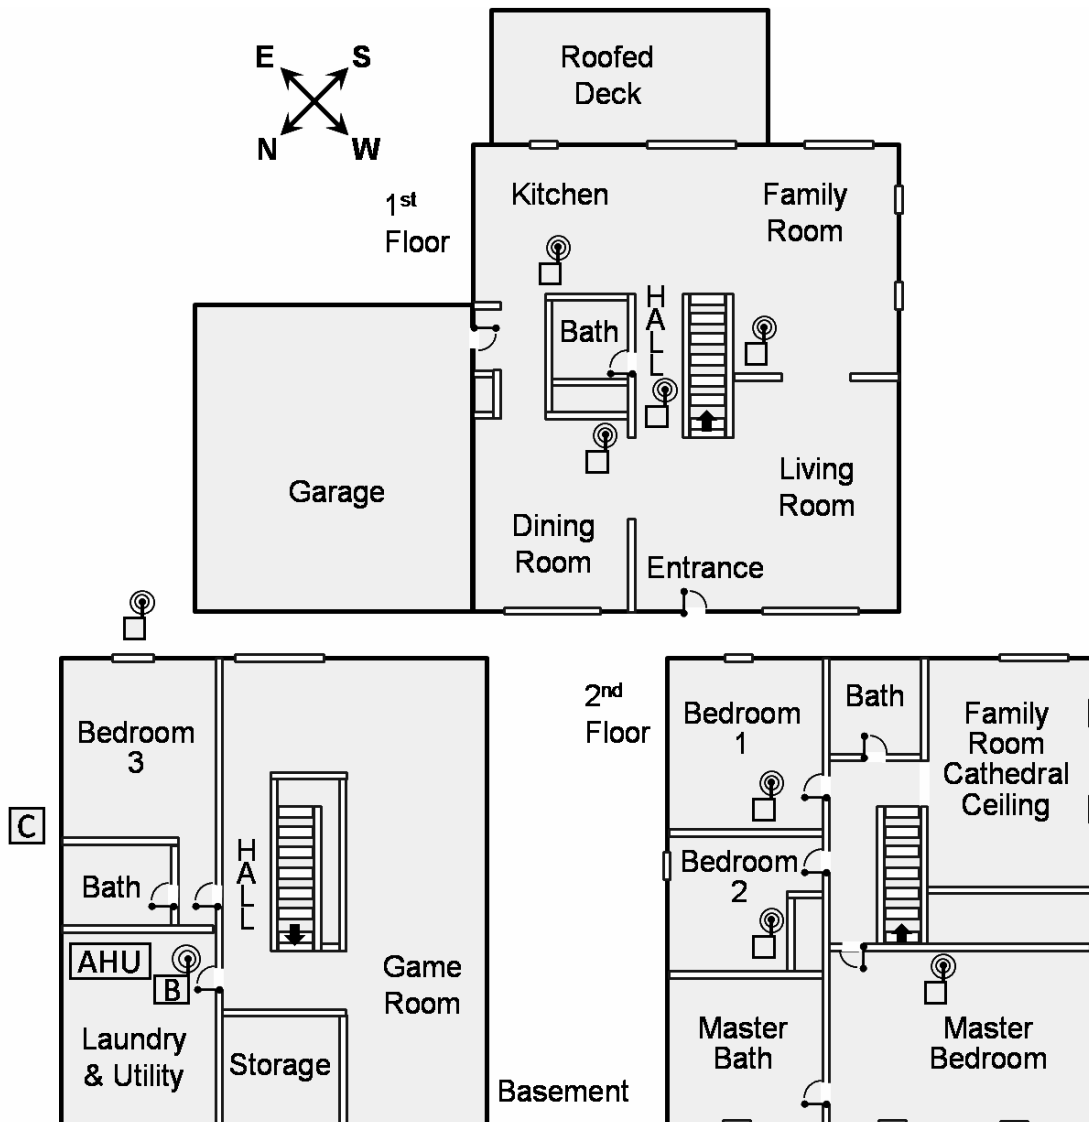 E S
N W
Roofed
Deck
1st
Floor
Kitchen
Family
Room
HALL
Bath
Garage
Living
Room
Dining
Room
Entrance
Bedroom
3
C
Bath
HALL
AHU
B
Laundry
& Utility
Storage
Game
Room
Basement
2nd
Floor
Bedroom
1
Bath
Family
Room
Cathedral
Ceiling
Bedroom
2
Master
Bath
Master
Bedroom